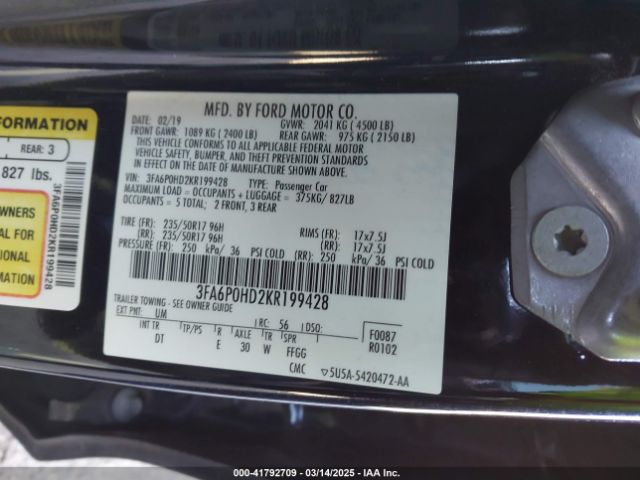 MFD. BY FORD MOTOR CO.
02/19 GVWR: 2041 KG (4500 LB)
FRONT GAWR: 1089 KG (2400 LB) REAR GAWR: 975 KG (2150 LB)
THIS VEHICLE CONFORMS TO ALL APPLICABLE FEDERAL MOTOR
VEHICLE SAFETY, BUMPER, AND THEFT PREVENTION STANDARDS
IN EFFECT ON THE DATE OF MANUFACTURE SHOWN ABOVE.
VIN: 3FA6P0HD2KR199428 TYPE: Passenger Car
MAXIMUM LOAD = OCCUPANTS + LUGGAGE = 375KG / 827LB
OCCUPANTS = 5 TOTAL; 2 FRONT, 3 REAR
TIRE (FR): 235/50R17 96H RIMS (FR): 17x7.5J
(RR): 235/50R17 96H (RR): 17x7.5J
PRESSURE (FR): 250 kPa/ 36 PSI COLD (RR): 250 kPa/ 36 PSI COLD
3FA6P0HD2KR199428
TRAILER TOWING - SEE OWNER GUIDE
EXT PNT: UM RC: 56 DSO: F0087
INT TR TP/PS R AXLE TR SPR R0102
DT E 30 W FFGG
CMC ▽5U5A-5420472-AA
FORMATION
REAR: 3
827 lbs.
WNERS
AL FOR
TIONAL
RMATION
3FA6P0HD2KR199428
000-41792709 - 03/14/2025 - IAA Inc.